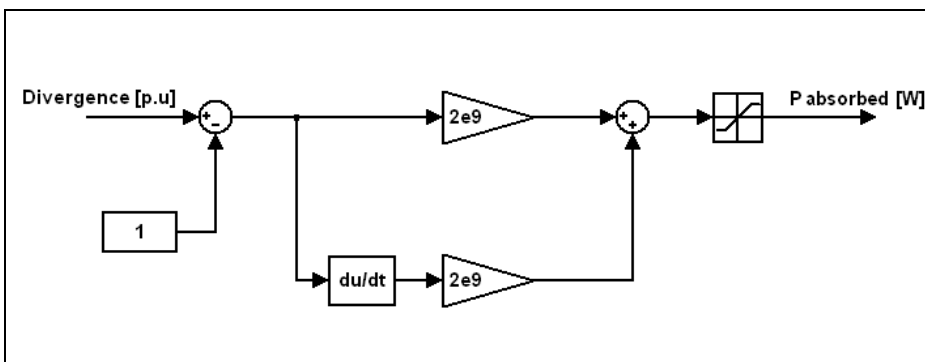 Divergence [p.u]
P absorbed [W]
+
−
2e9
+
+
1
du/dt
2e9